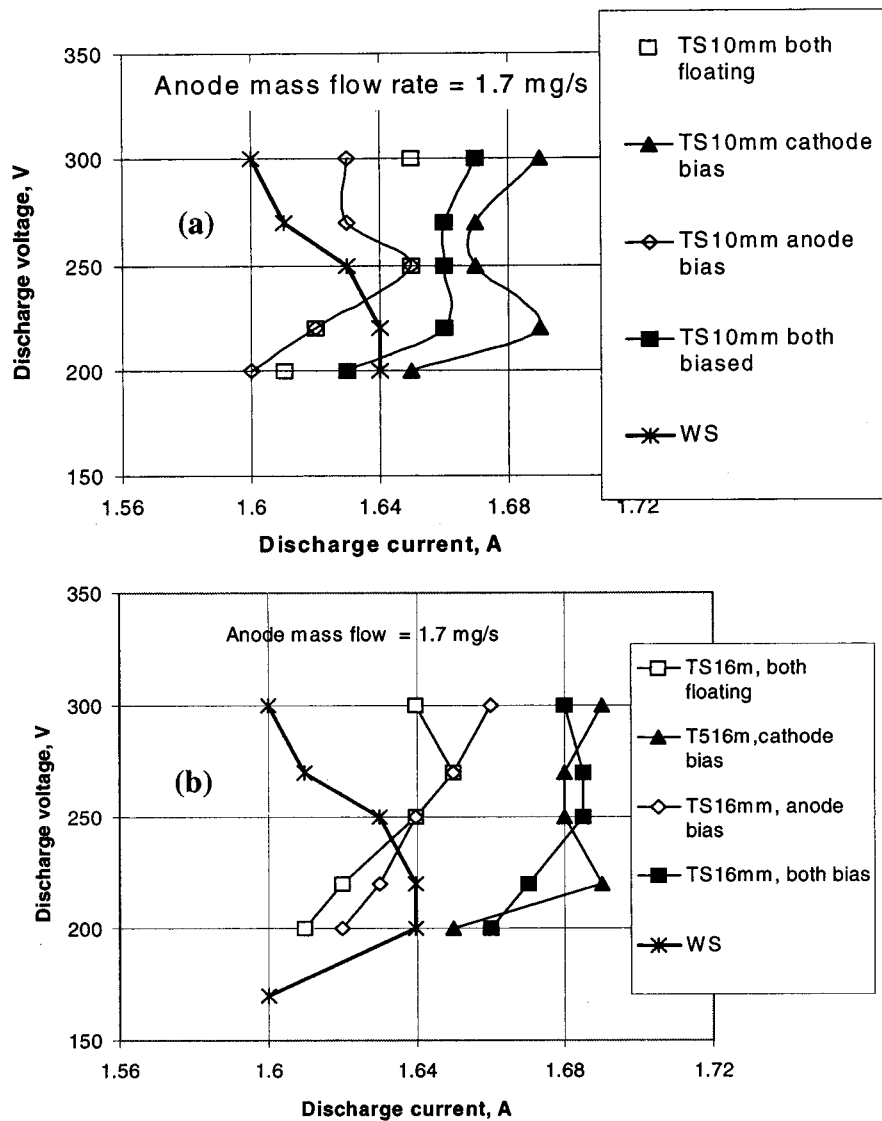 350
300
250
200
150
Discharge voltage, V
Anode mass flow rate = 1.7 mg/s
(a)
1.56
1.6
1.64
1.68
1.72
Discharge current, A
TS10mm both
floating
TS10mm cathode
bias
TS10mm anode
bias
TS10mm both
biased
WS
350
300
250
200
150
Discharge voltage, V
Anode mass flow = 1.7 mg/s
(b)
1.56
1.6
1.64
1.68
1.72
Discharge current, A
TS16m, both
floating
T516m,cathode
bias
TS16mm, anode
bias
TS16mm, both bias
WS